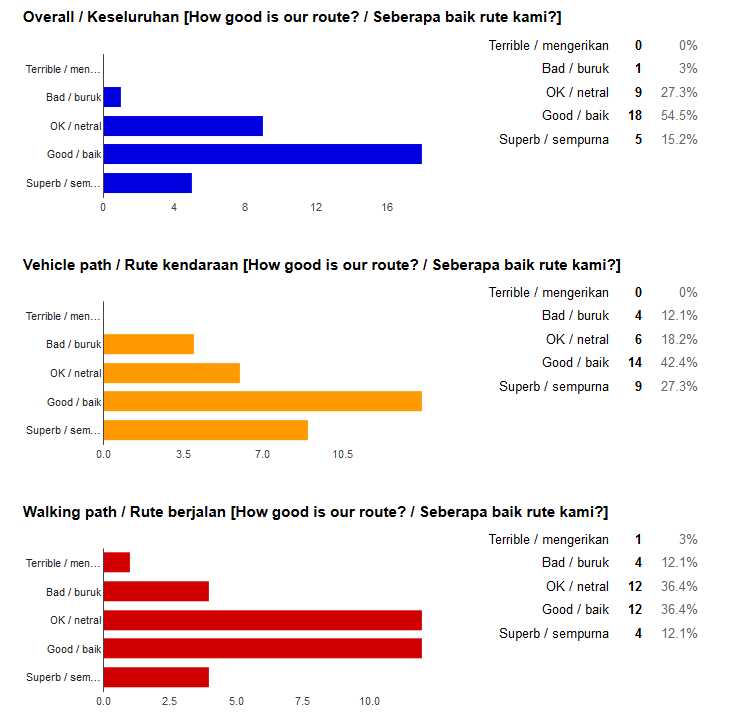 Overall / Keseluruhan [How good is our route? / Seberapa baik rute kami?]
Terrible / men...
Bad / buruk
OK / netral
Good / baik
Superb / sem...
0 4 8 12 16
Terrible / mengerikan 0 0%
Bad / buruk 1 3%
OK / netral 9 27.3%
Good / baik 18 54.5%
Superb / sempurna 5 15.2%
Vehicle path / Rute kendaraan [How good is our route? / Seberapa baik rute kami?]
Terrible / men...
Bad / buruk
OK / netral
Good / baik
Superb / sem...
0.0 3.5 7.0 10.5
Terrible / mengerikan 0 0%
Bad / buruk 4 12.1%
OK / netral 6 18.2%
Good / baik 14 42.4%
Superb / sempurna 9 27.3%
Walking path / Rute berjalan [How good is our route? / Seberapa baik rute kami?]
Terrible / men...
Bad / buruk
OK / netral
Good / baik
Superb / sem...
0.0 2.5 5.0 7.5 10.0
Terrible / mengerikan 1 3%
Bad / buruk 4 12.1%
OK / netral 12 36.4%
Good / baik 12 36.4%
Superb / sempurna 4 12.1%